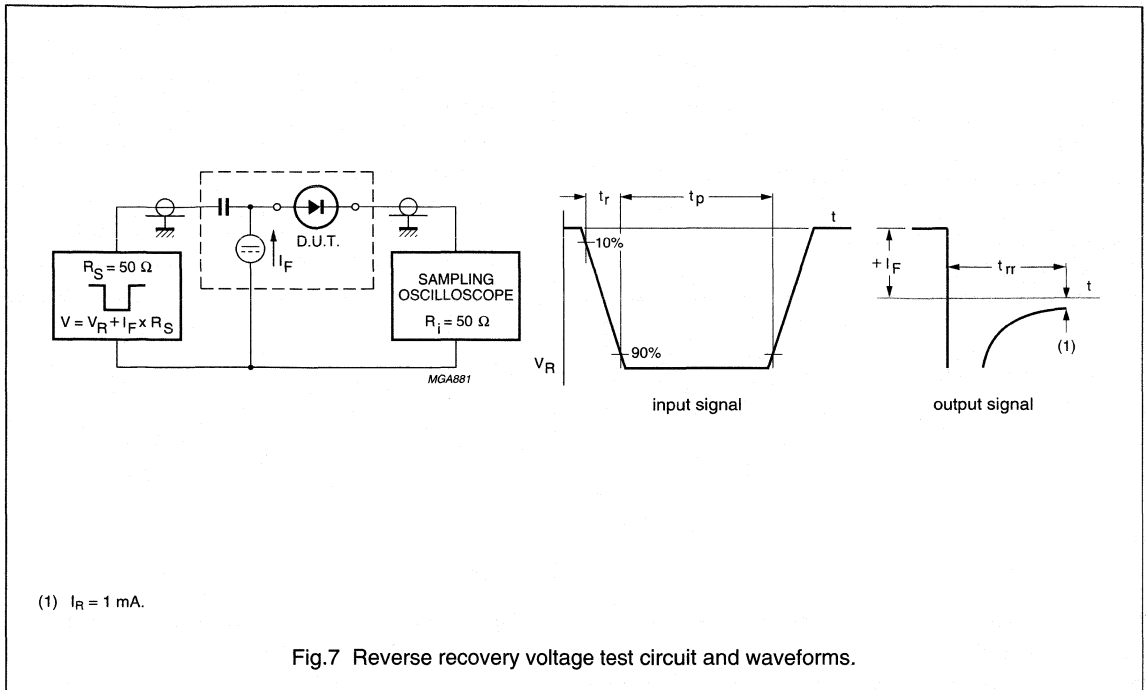 R_S = 50 Ω
V = V_R + I_F x R_S
I_F
D.U.T.
SAMPLING
OSCILLOSCOPE
R_i = 50 Ω
MGA881
t_r
t_p
t
10%
90%
V_R
input signal
+ I_F
t_rr
t
(1)
output signal
(1) I_R = 1 mA.
Fig.7 Reverse recovery voltage test circuit and waveforms.